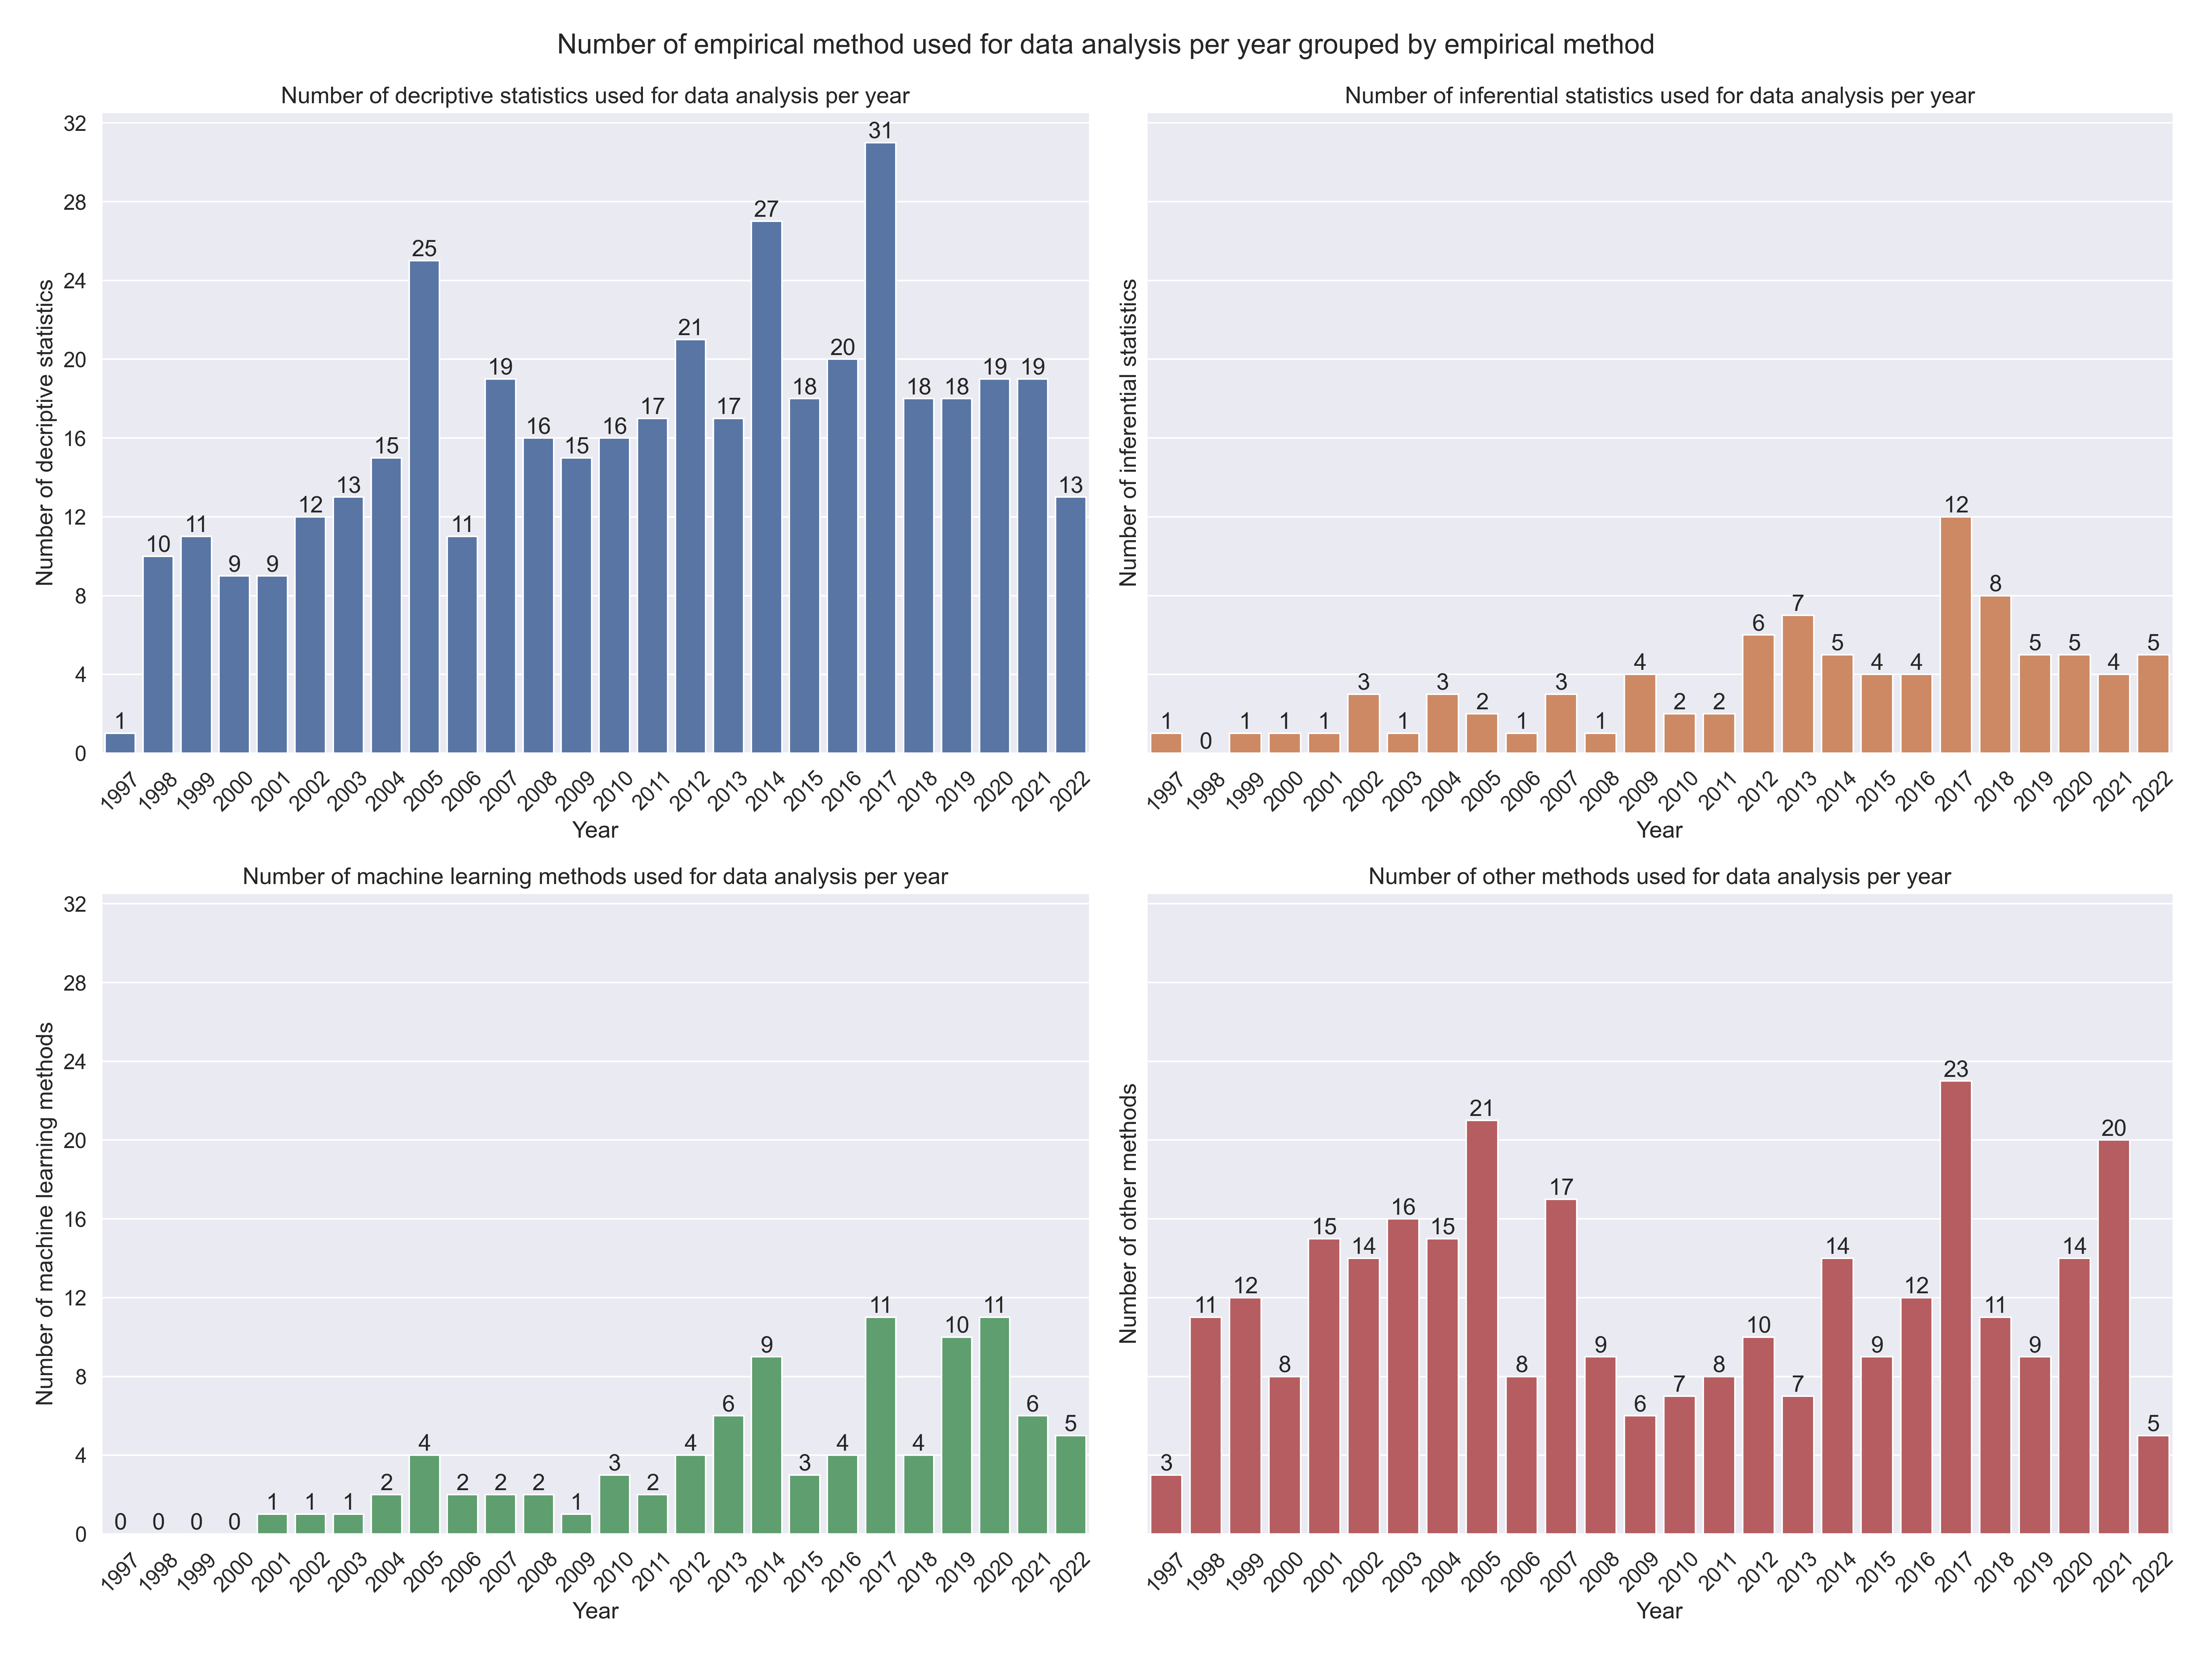 Number of empirical method used for data analysis per year grouped by empirical method
Number of decriptive statistics used for data analysis per year
Number of decriptive statistics
32
28
24
20
16
12
8
4
0
1 10 11 9 9 12 13 15 25 11 19 16 15 16 17 21 17 27 18 20 31 18 18 19 19 13
1997 1998 1999 2000 2001 2002 2003 2004 2005 2006 2007 2008 2009 2010 2011 2012 2013 2014 2015 2016 2017 2018 2019 2020 2021 2022
Year
Number of inferential statistics used for data analysis per year
Number of inferential statistics
1 0 1 1 1 3 1 3 2 1 3 1 4 2 2 6 7 5 4 4 12 8 5 5 4 5
1997 1998 1999 2000 2001 2002 2003 2004 2005 2006 2007 2008 2009 2010 2011 2012 2013 2014 2015 2016 2017 2018 2019 2020 2021 2022
Year
Number of machine learning methods used for data analysis per year
Number of machine learning methods
32
28
24
20
16
12
8
4
0
0 0 0 0 1 1 1 2 4 2 2 2 1 3 2 4 6 9 3 4 11 4 10 11 6 5
1997 1998 1999 2000 2001 2002 2003 2004 2005 2006 2007 2008 2009 2010 2011 2012 2013 2014 2015 2016 2017 2018 2019 2020 2021 2022
Year
Number of other methods used for data analysis per year
Number of other methods
3 11 12 8 15 14 16 15 21 8 17 9 6 7 8 10 7 14 9 12 23 11 9 14 20 5
1997 1998 1999 2000 2001 2002 2003 2004 2005 2006 2007 2008 2009 2010 2011 2012 2013 2014 2015 2016 2017 2018 2019 2020 2021 2022
Year